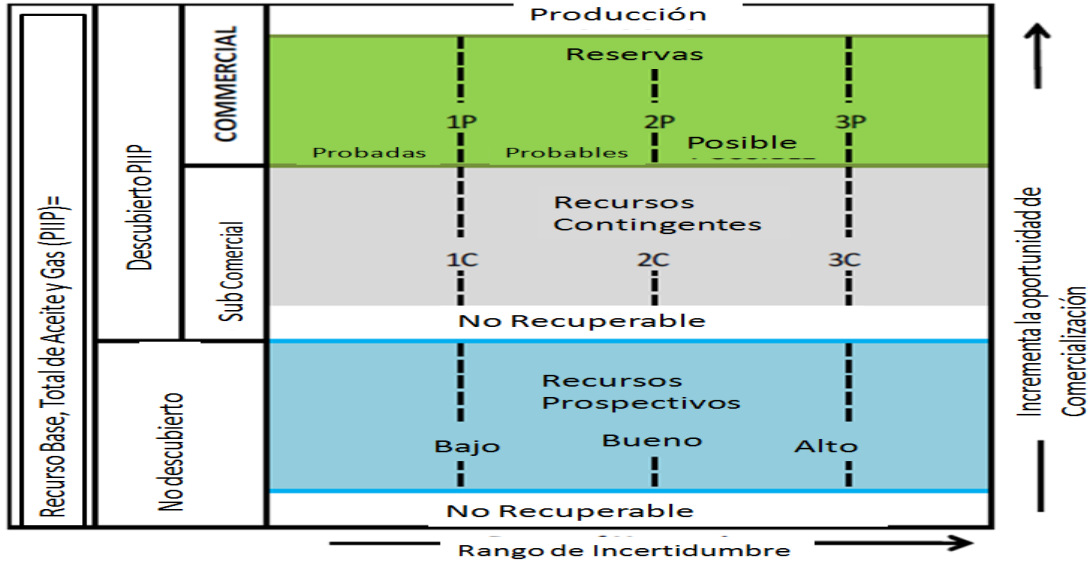 Producción
Recurso Base, Total de Aceite y Gas (PIIP)=
Descubierto PIIP
COMMERCIAL
Reservas
1P 2P 3P
Probadas Probables Posible
Sub Comercial
Recursos
Contingentes
1C 2C 3C
No Recuperable
No descubierto
Recursos
Prospectivos
Bajo Bueno Alto
No Recuperable
Rango de Incertidumbre
Incrementa la oportunidad de
Comercialización